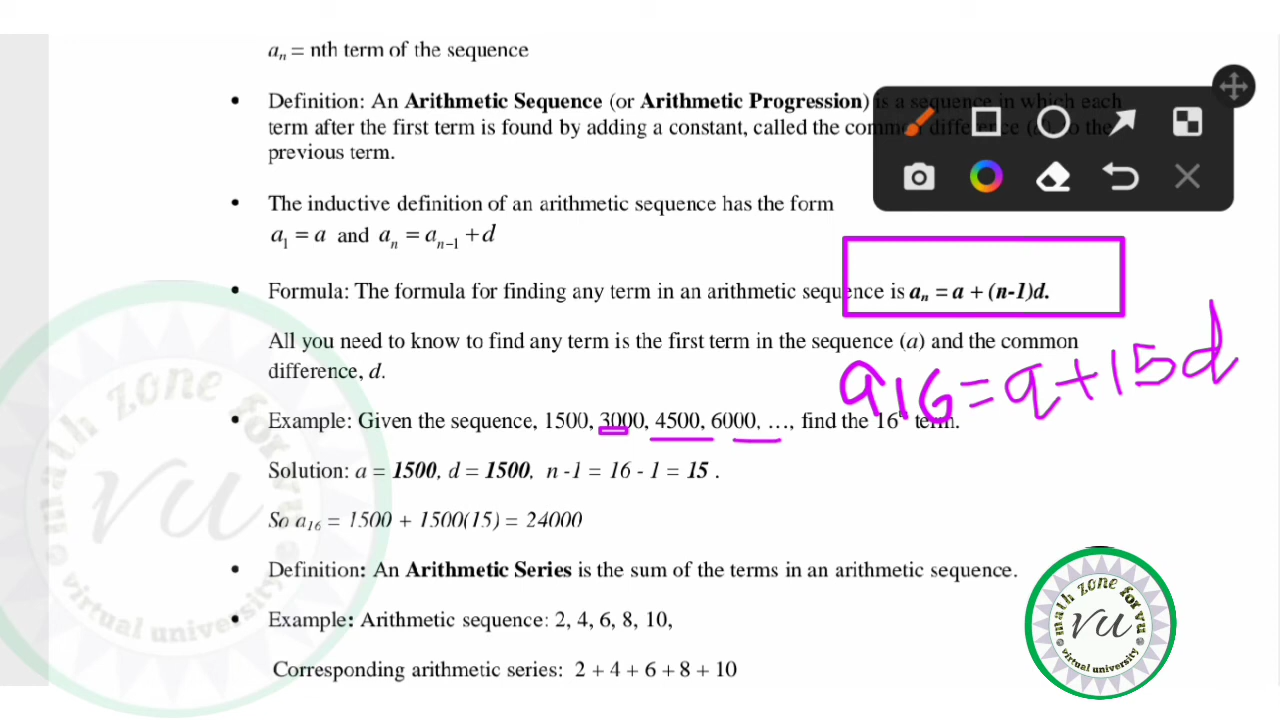 aₙ = nth term of the sequence
• Definition: An Arithmetic Sequence (or Arithmetic Progression) is a sequence in which each
term after the first term is found by adding a constant, called the common difference (d), to the
previous term.
• The inductive definition of an arithmetic sequence has the form
a₁ = a and aₙ = aₙ₋₁ + d
• Formula: The formula for finding any term in an arithmetic sequence is aₙ = a + (n-1)d.
All you need to know to find any term is the first term in the sequence (a) and the common
difference, d.
a16 = a+15d
• Example: Given the sequence, 1500, 3000, 4500, 6000, …, find the 16th term.
Solution: a = 1500, d = 1500, n -1 = 16 - 1 = 15 .
So a₁₆ = 1500 + 1500(15) = 24000
• Definition: An Arithmetic Series is the sum of the terms in an arithmetic sequence.
• Example: Arithmetic sequence: 2, 4, 6, 8, 10,
Corresponding arithmetic series: 2 + 4 + 6 + 8 + 10
math zone for vu
vu
virtual university
math zone for vu
vu
virtual university